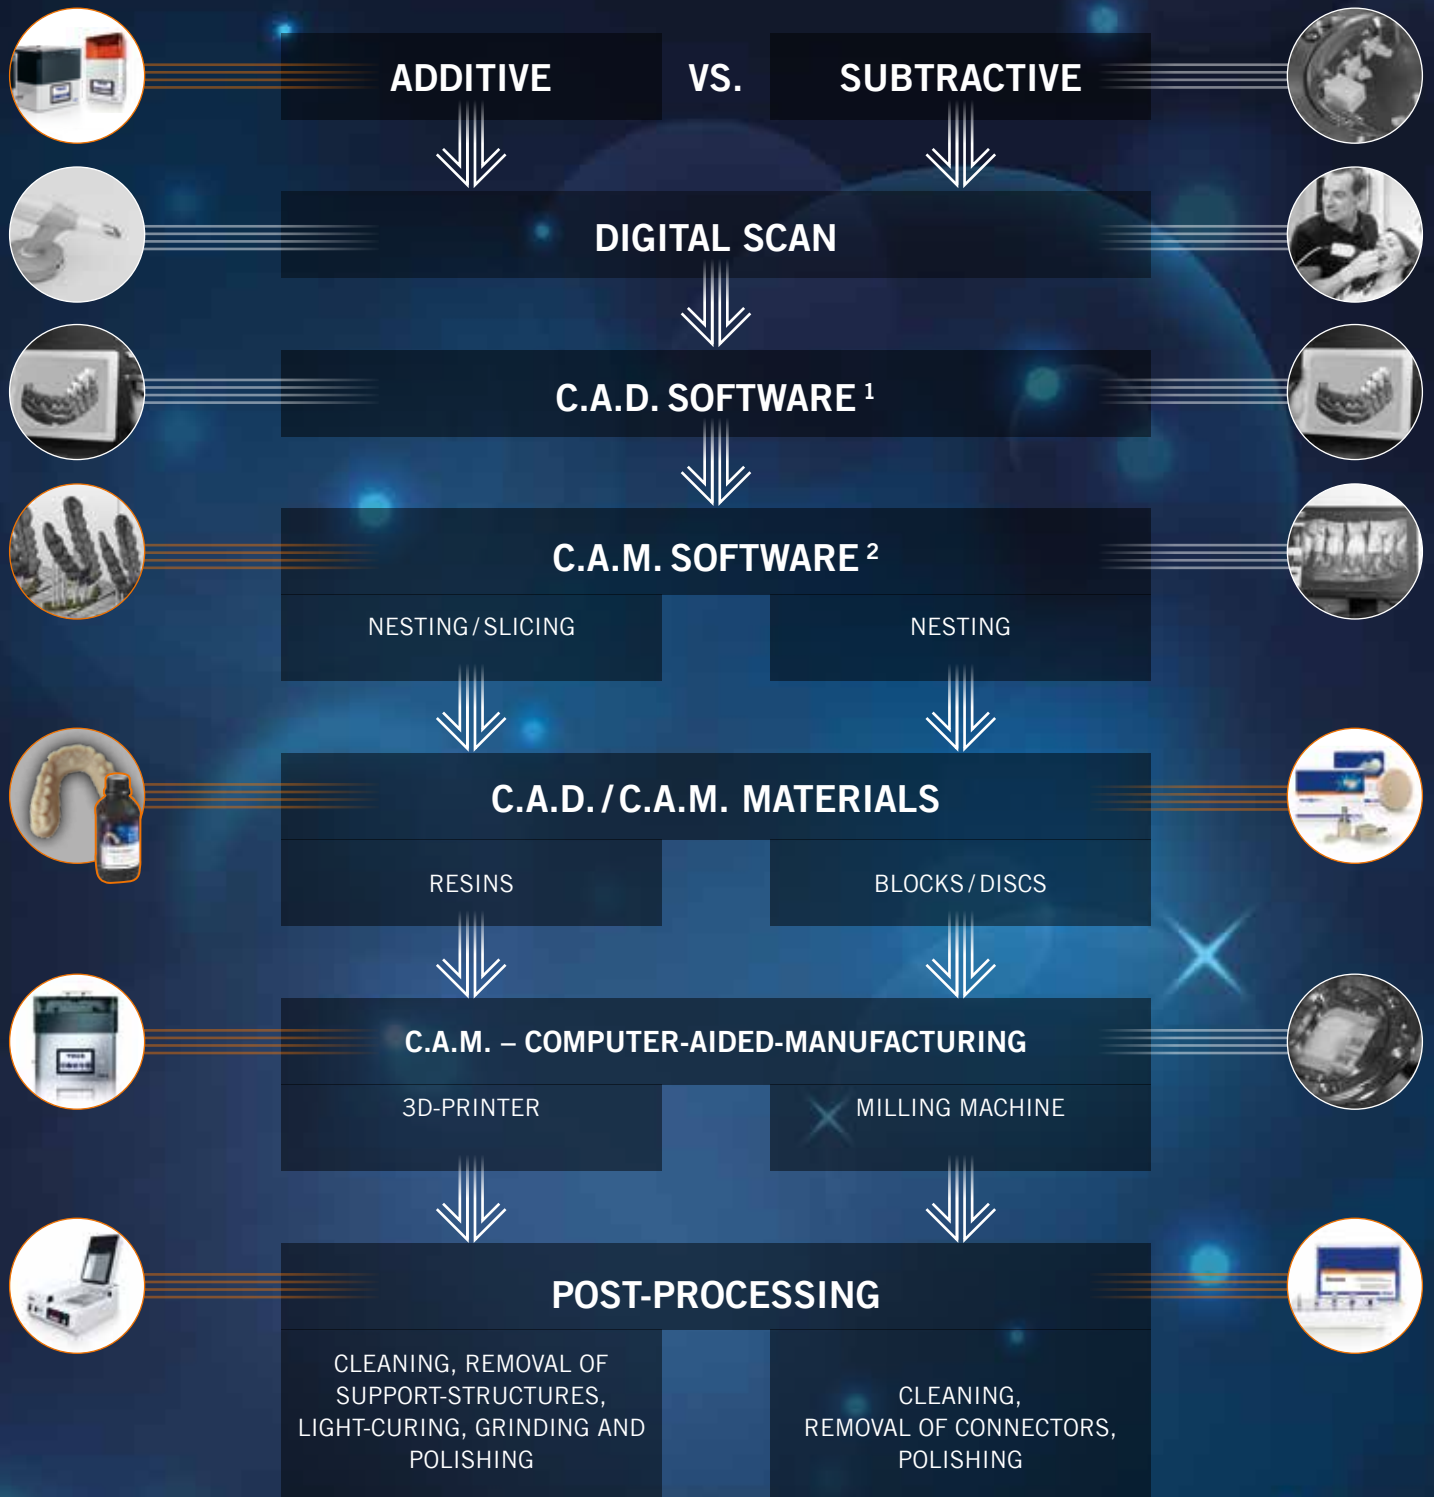 ADDITIVE VS. SUBTRACTIVE
DIGITAL SCAN
C.A.D. SOFTWARE 1
C.A.M. SOFTWARE 2
NESTING / SLICING
NESTING
C.A.D. / C.A.M. MATERIALS
RESINS
BLOCKS / DISCS
C.A.M. – COMPUTER-AIDED-MANUFACTURING
3D-PRINTER
MILLING MACHINE
POST-PROCESSING
CLEANING, REMOVAL OF
SUPPORT-STRUCTURES,
LIGHT-CURING, GRINDING AND
POLISHING
CLEANING,
REMOVAL OF CONNECTORS,
POLISHING